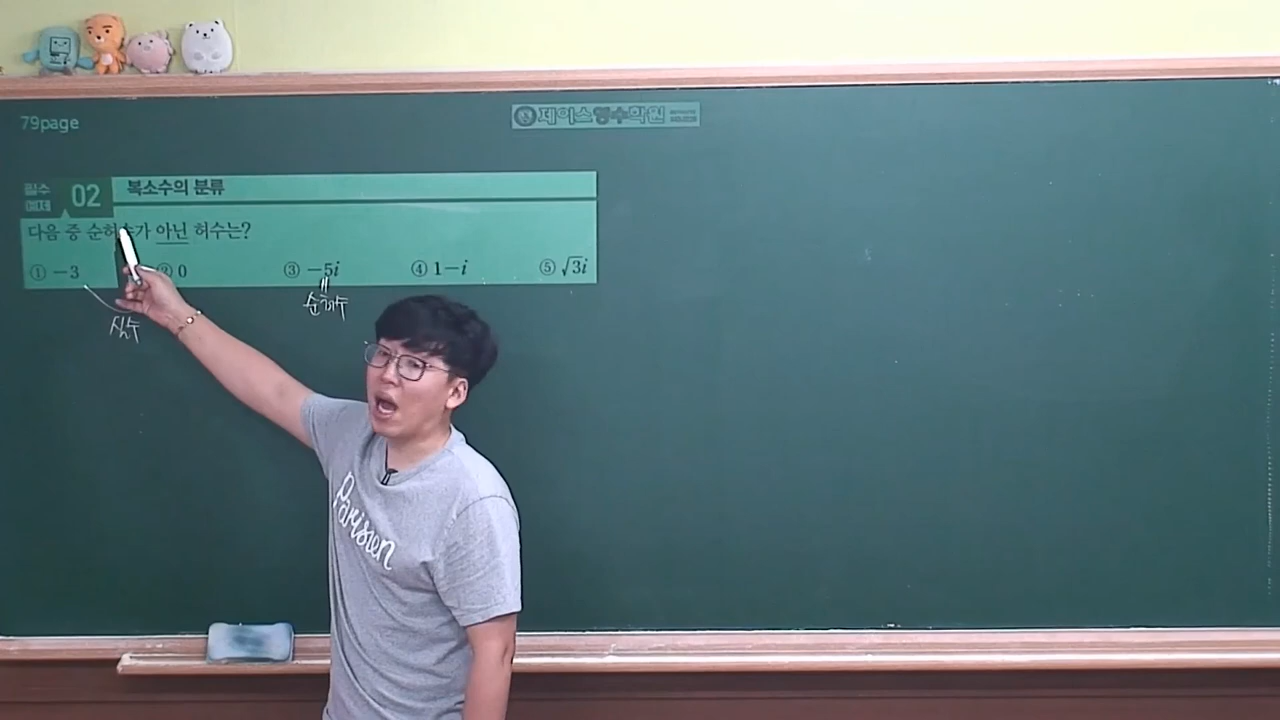 79page
제이스영수학원
필수 예제 02 복소수의 분류
다음 중 순허수가 아닌 허수는?
① -3 ② 0 ③ -5i ④ 1-i ⑤ √3i
실수
순허수
Parisien